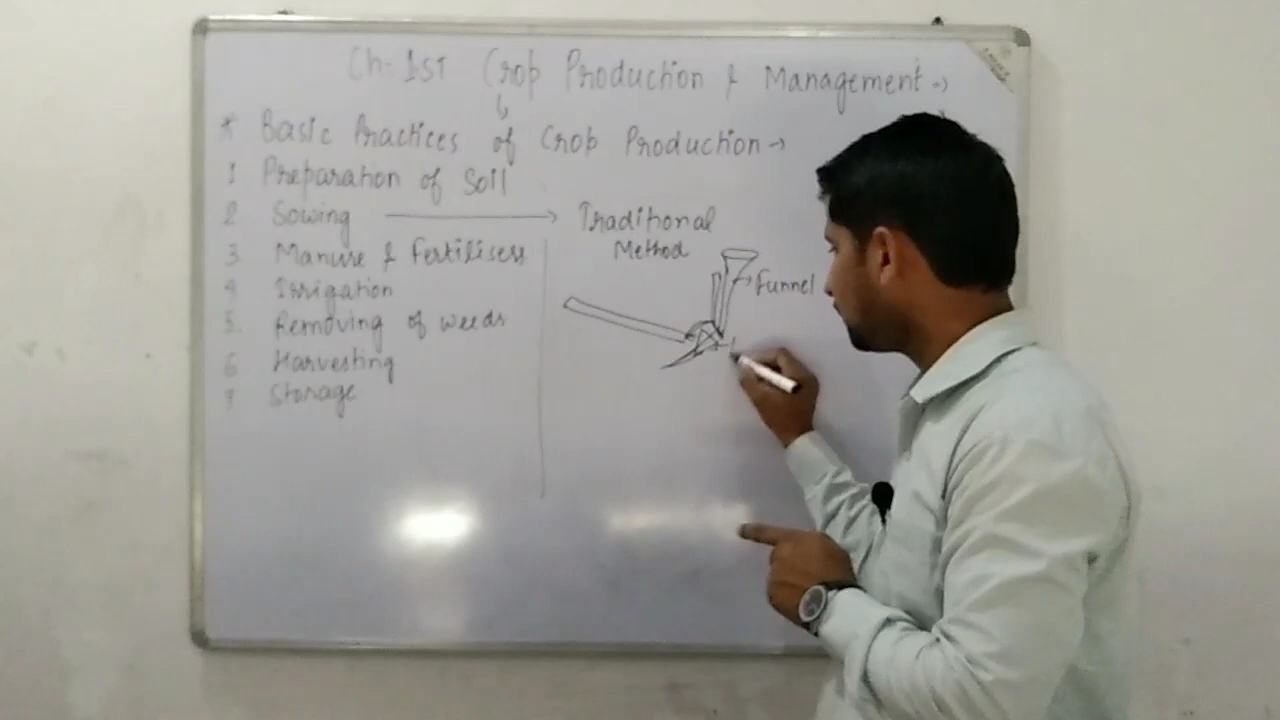 Ch- 1st Crop Production & Management →
* Basic Practices of Crop Production →
1 Preparation of Soil
2 Sowing → Traditional Method
3. Manure & Fertilisers
4 Irrigation
5. Removing of weeds
6 Harvesting
7 Storage
Funnel